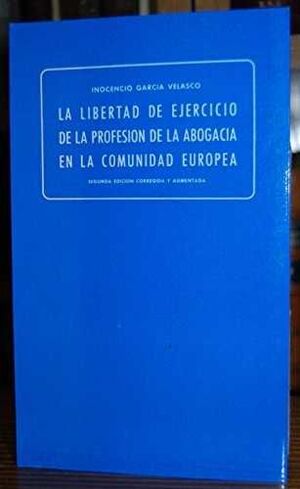 INOCENCIO GARCIA VELASCO
LA LIBERTAD DE EJERCICIO
DE LA PROFESION DE LA ABOGACIA
EN LA COMUNIDAD EUROPEA
SEGUNDA EDICION CORREGIDA Y AUMENTADA